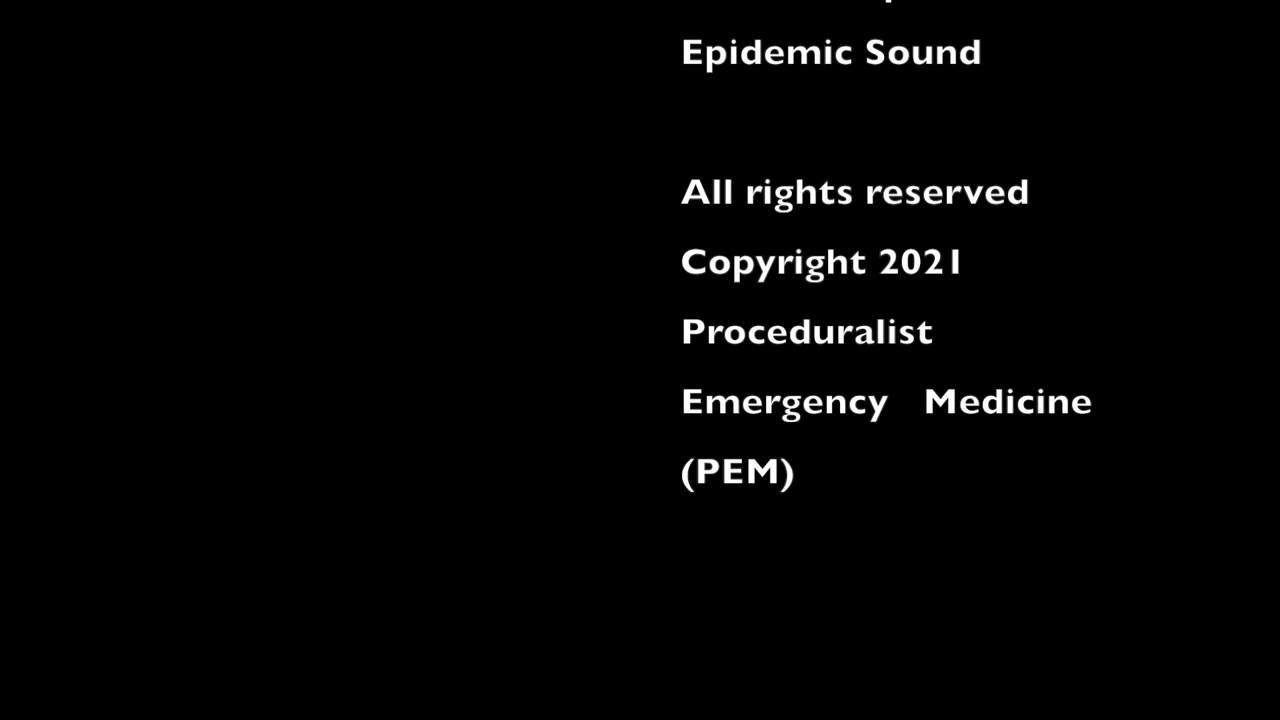 Epidemic Sound
All rights reserved
Copyright 2021
Proceduralist
Emergency Medicine
(PEM)